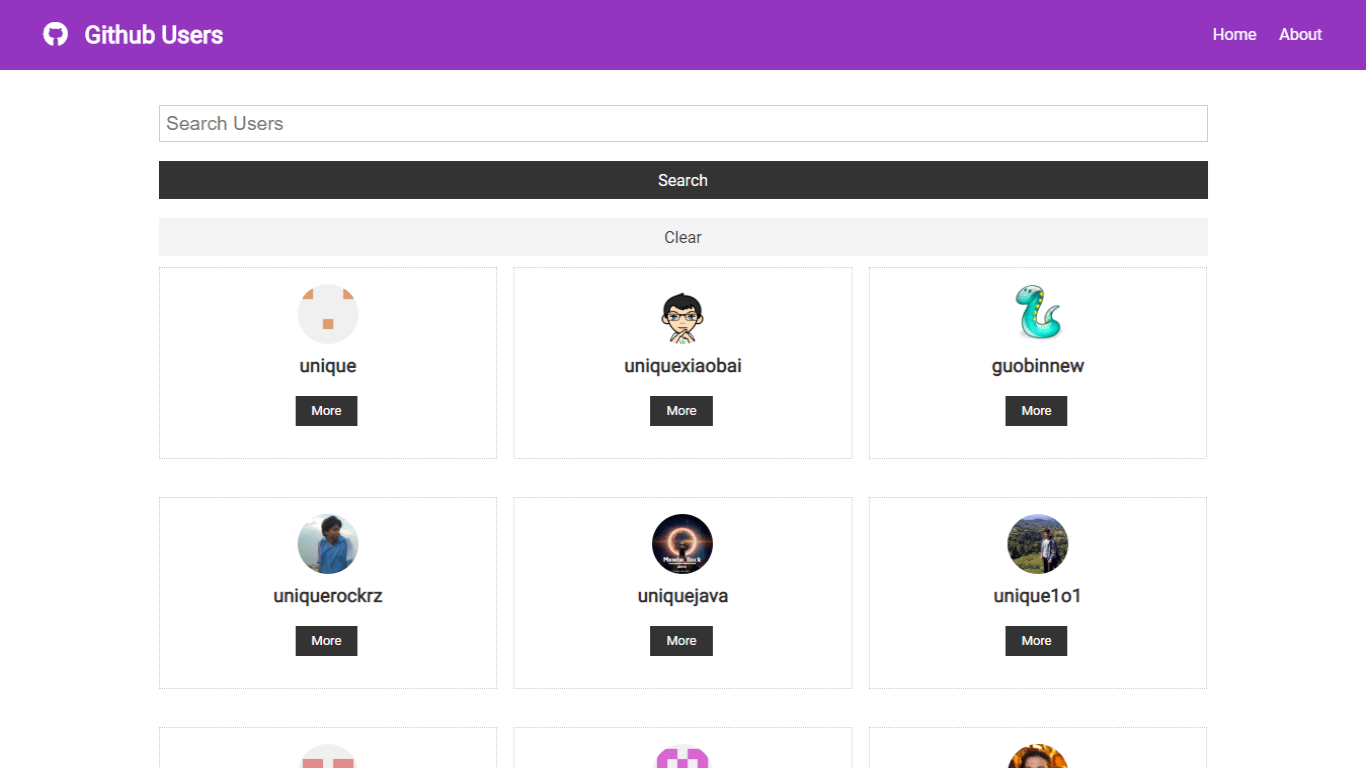 Github Users
Home
About
Search Users
Search
Clear
unique
uniquexiaobai
guobinnew
More
More
More
uniquerockrz
uniquejava
unique1o1
More
More
More